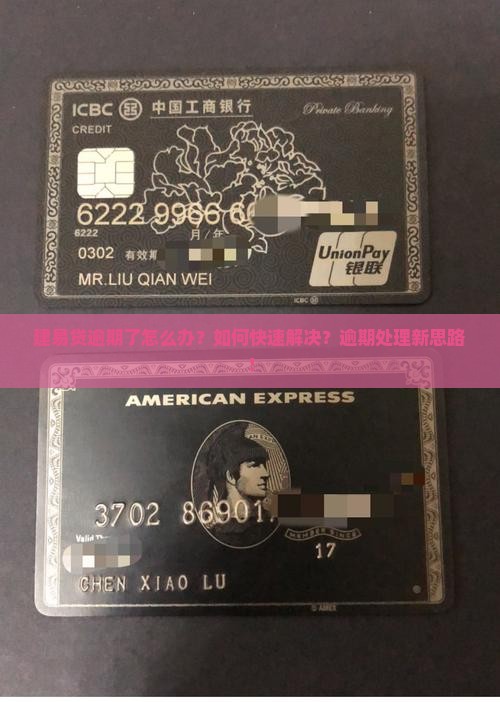 ICBC 中国工商银行
Private Banking
CREDIT
6222 9966 6
6222
月/年
0302 有效期
MR.LIU QIAN WEI
UnionPay
银联
ICBC
逾期了怎么办？如何快速解决？逾期处理新思路
AMERICAN EXPRESS
AMEX
3702 86901
Valid Th
MEMBER SINCE
17
CHEN XIAO LU
© AMEX